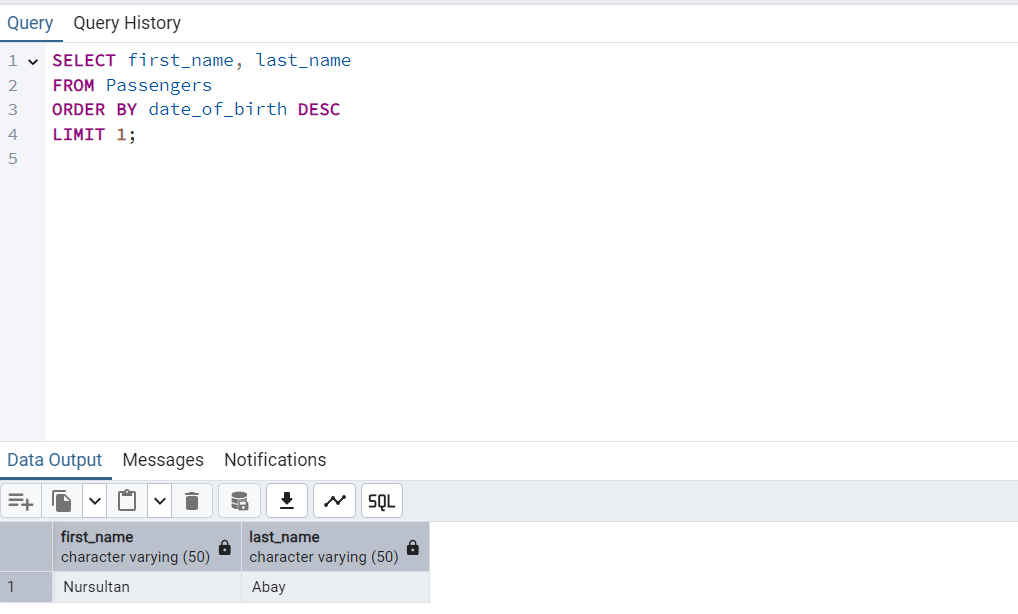 Query Query History
1 SELECT first_name, last_name
2 FROM Passengers
3 ORDER BY date_of_birth DESC
4 LIMIT 1;
5
Data Output Messages Notifications
SQL
first_name last_name
character varying (50) character varying (50)
1 Nursultan Abay